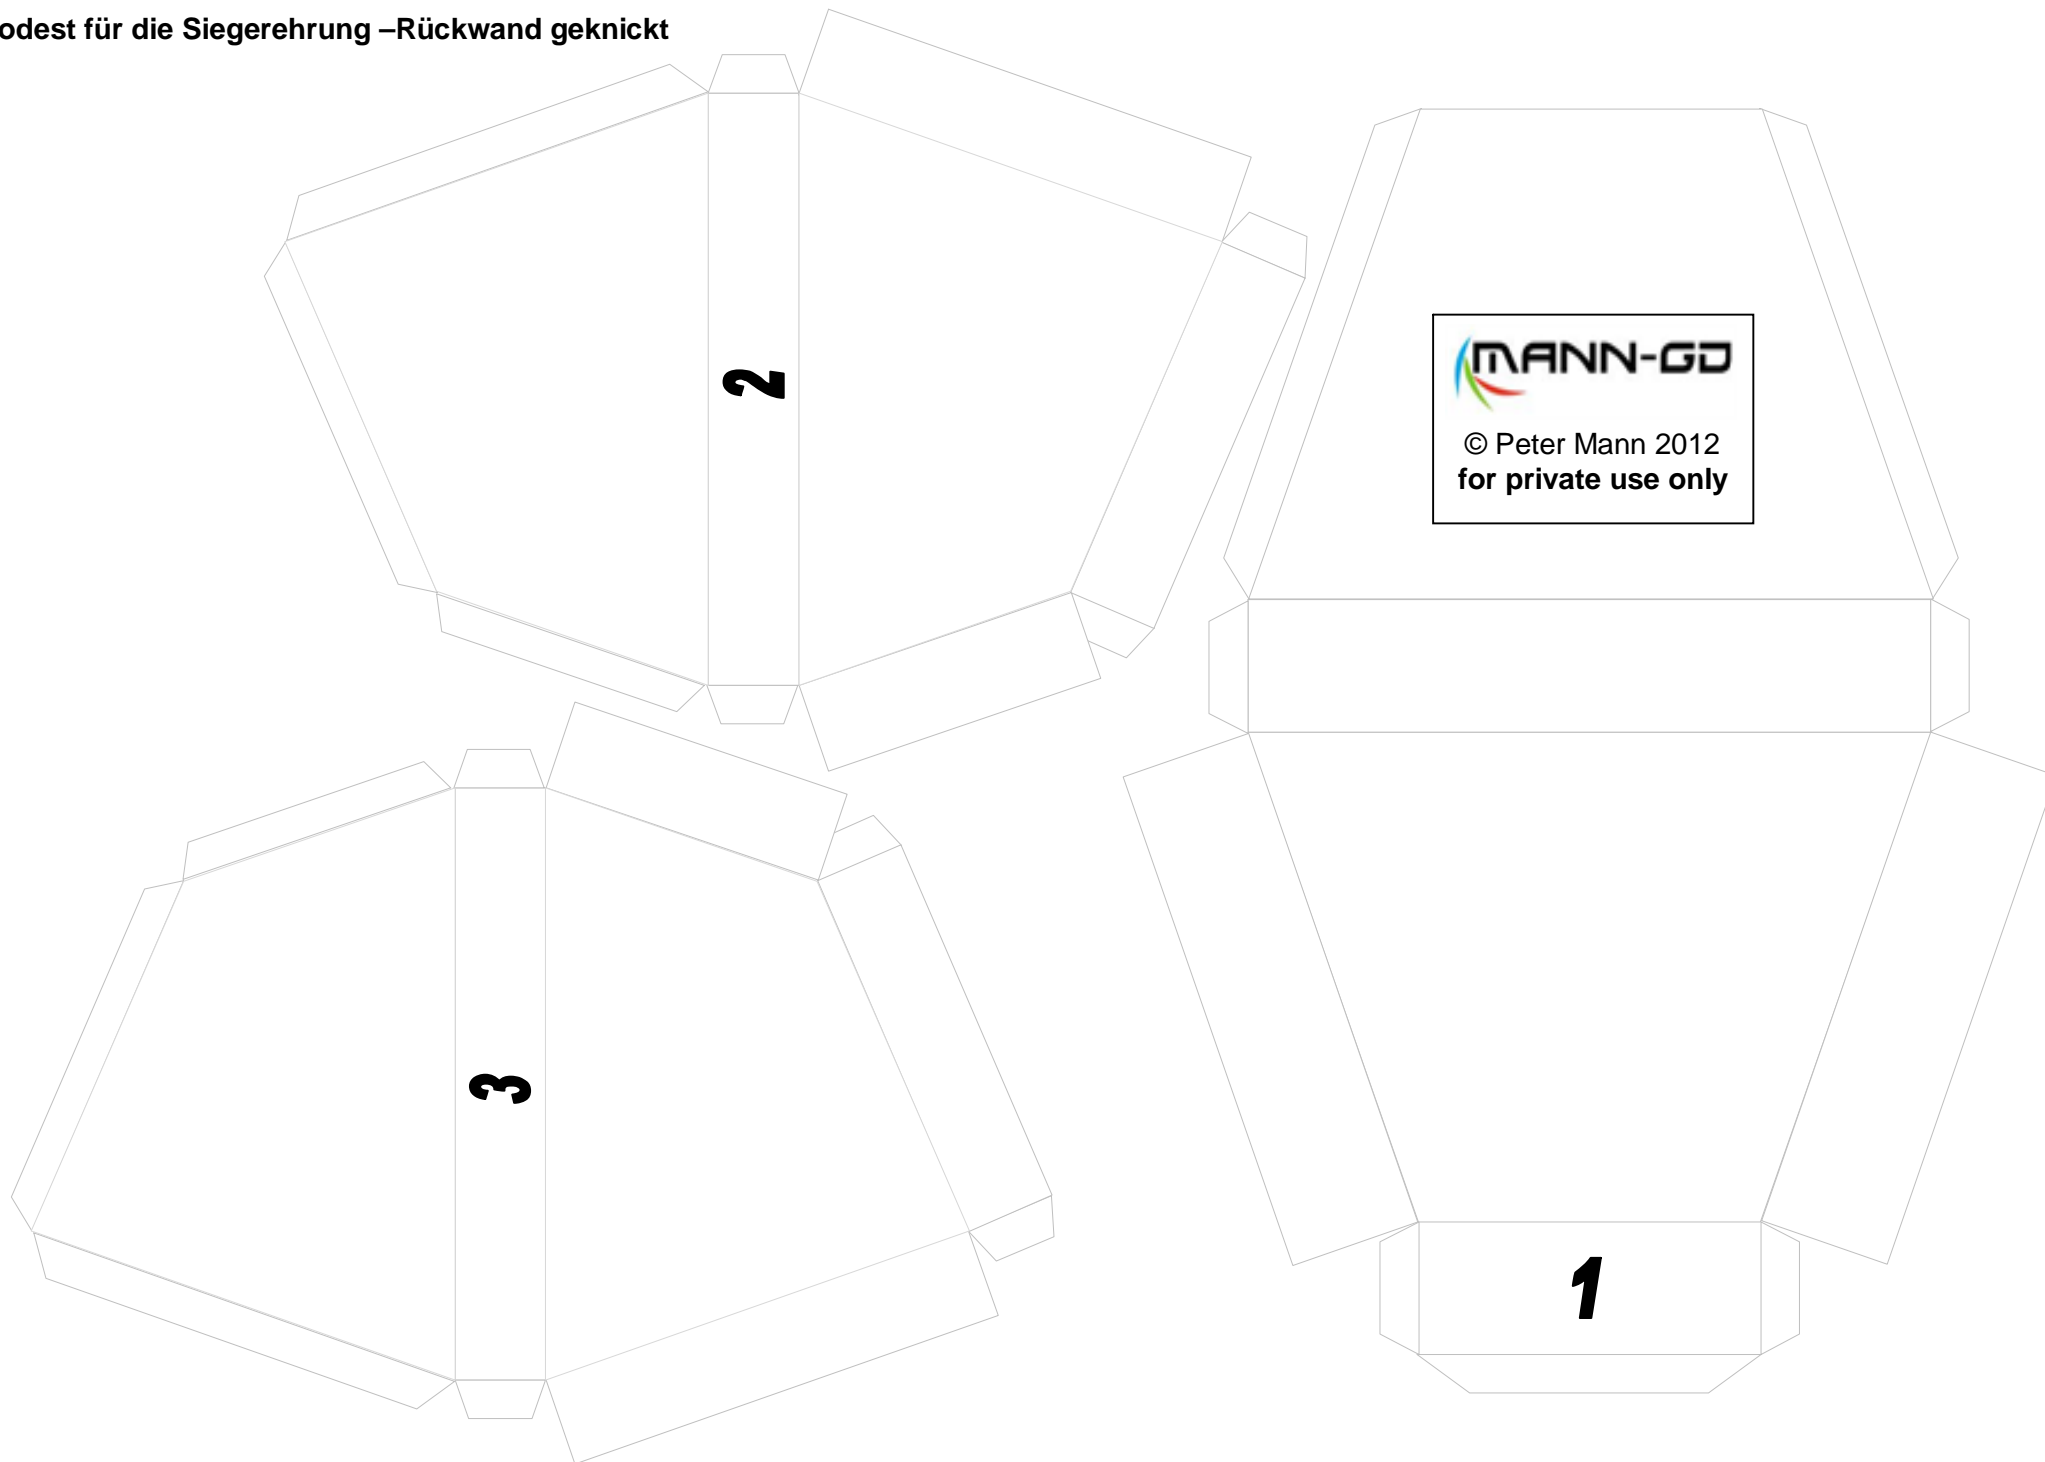 odest für die Siegerehrung –Rückwand geknickt
2
MANN-GD
© Peter Mann 2012
for private use only
3
1